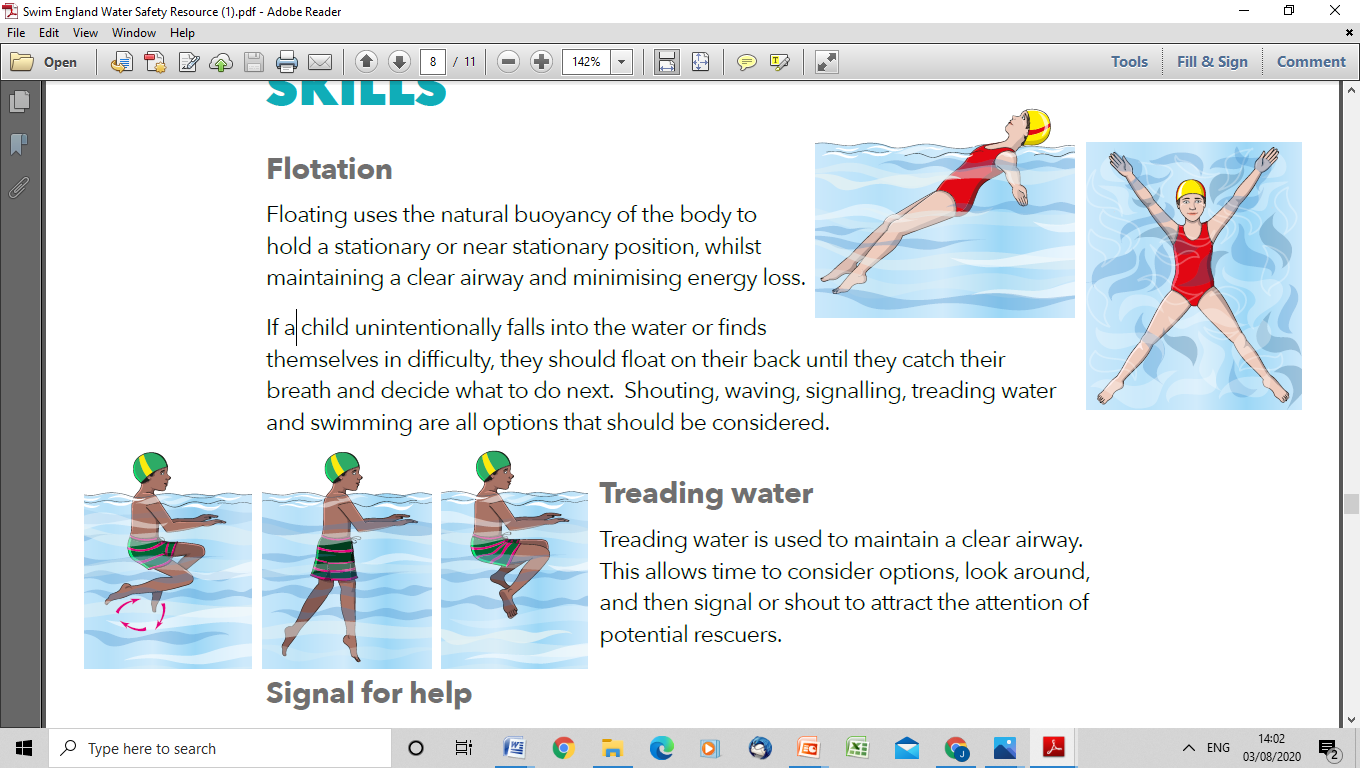 Swim England Water Safety Resource (1).pdf - Adobe Reader
File Edit View Window Help
Open 8 / 11 142% Tools Fill & Sign Comment
SKILLS
Flotation
Floating uses the natural buoyancy of the body to
hold a stationary or near stationary position, whilst
maintaining a clear airway and minimising energy loss.
If a child unintentionally falls into the water or finds
themselves in difficulty, they should float on their back until they catch their
breath and decide what to do next.  Shouting, waving, signalling, treading water
and swimming are all options that should be considered.
Treading water
Treading water is used to maintain a clear airway.
This allows time to consider options, look around,
and then signal or shout to attract the attention of
potential rescuers.
Signal for help
Type here to search
ENG
14:02
03/08/2020
2